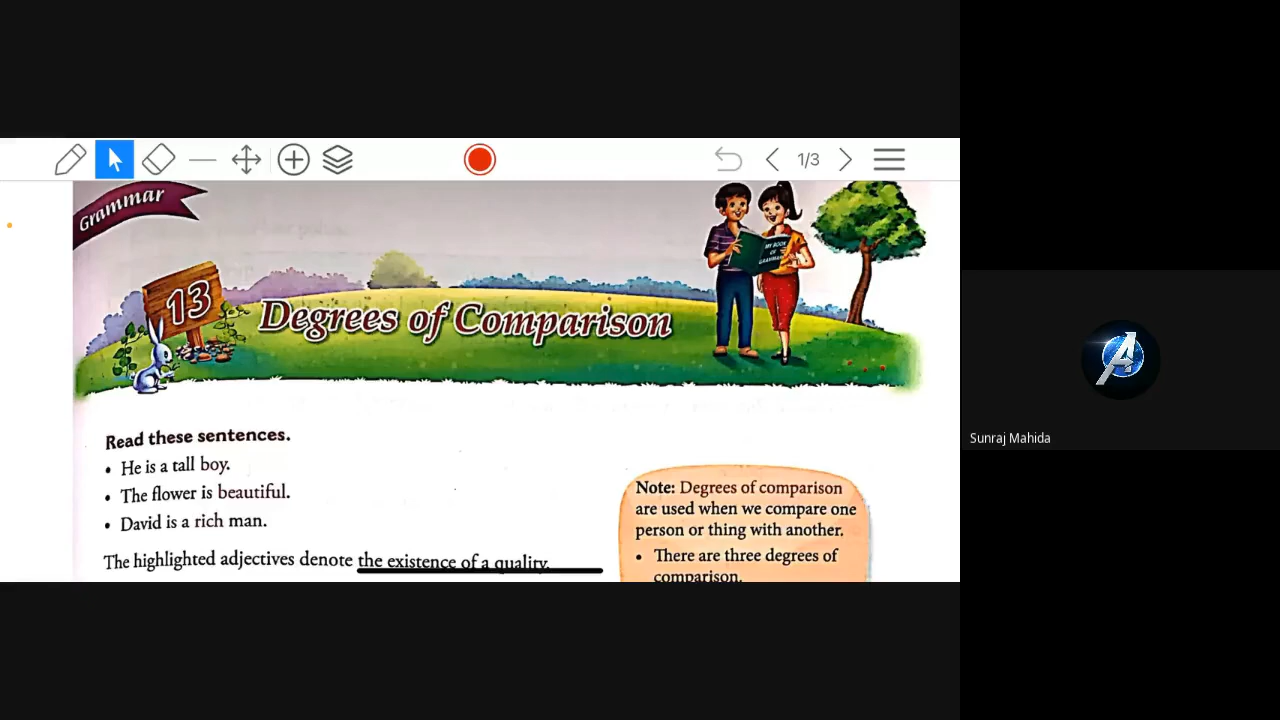 1/3
Grammar
MY BOOK
OF
GRAMMAR
13
Degrees of Comparison
Read these sentences.
• He is a tall boy.
• The flower is beautiful.
• David is a rich man.
The highlighted adjectives denote the existence of a quality.
Note: Degrees of comparison
are used when we compare one
person or thing with another.
• There are three degrees of
comparison.
Sunraj Mahida